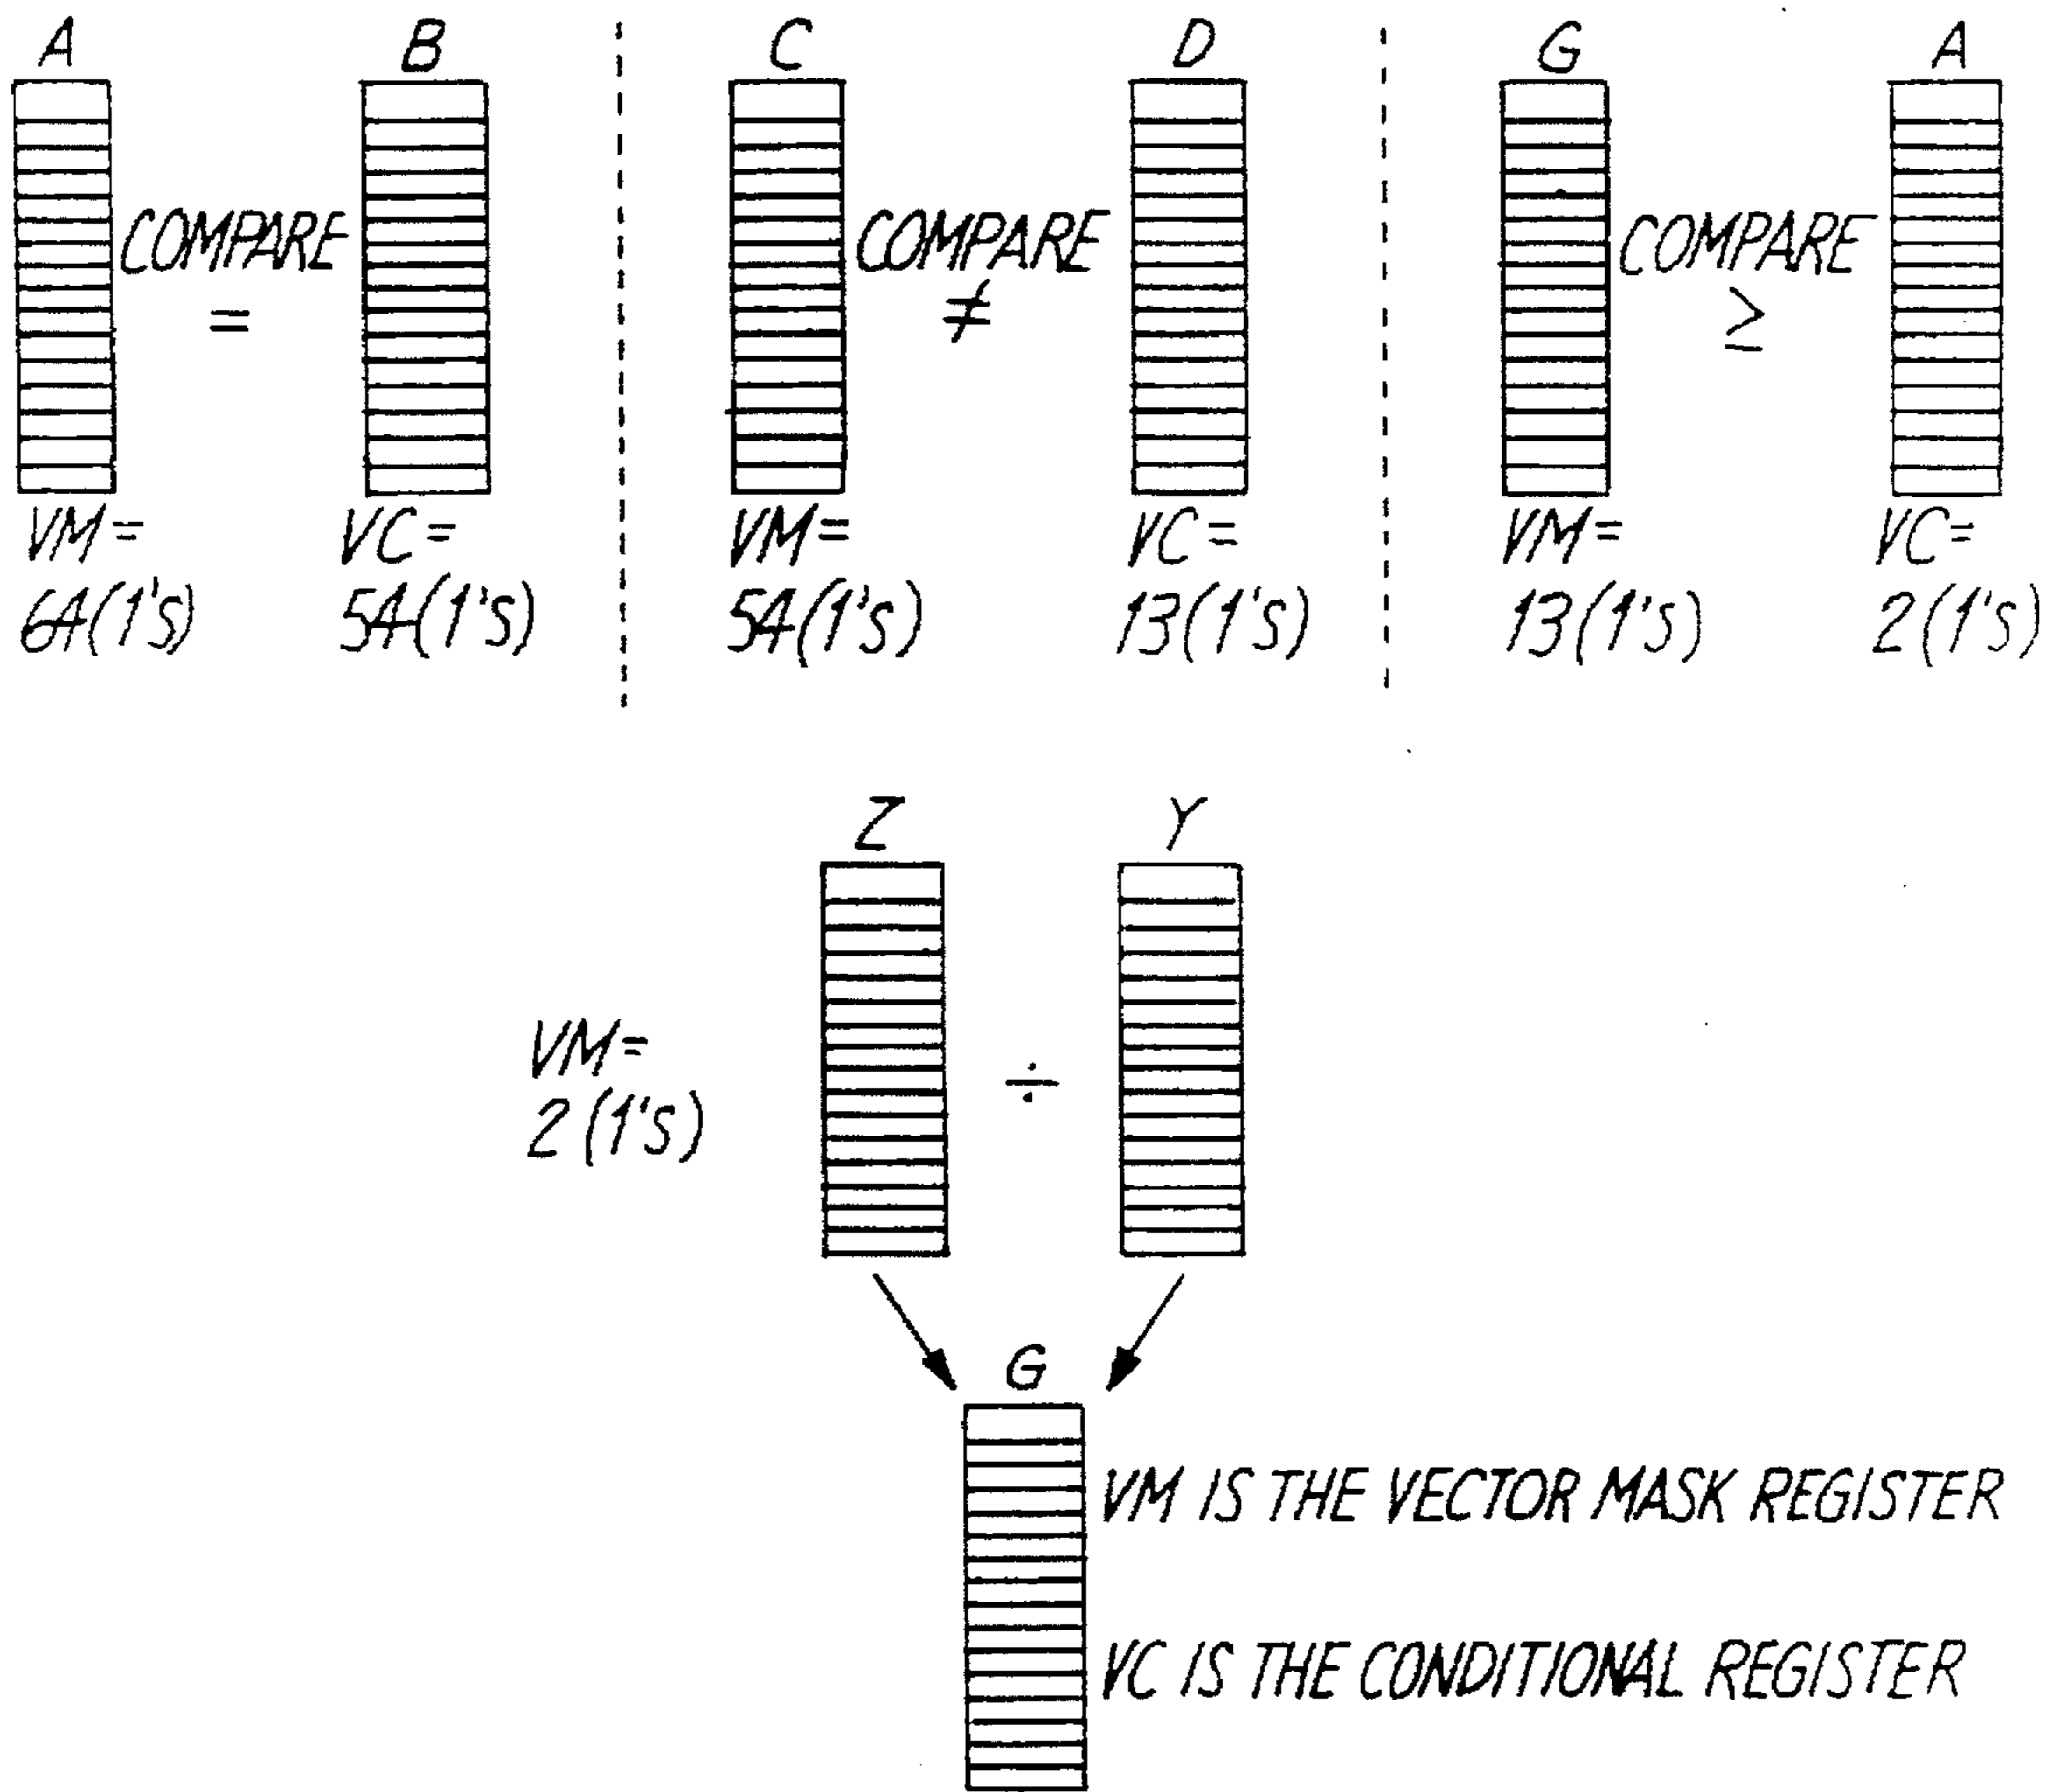 A B C D G A
COMPARE COMPARE COMPARE
= ≠ ≥
VM= VC= VM= VC= VM= VC=
64(1'S) 54(1'S) 54(1'S) 13(1'S) 13(1'S) 2(1'S)
Z Y
VM=
÷
2(1'S)
G
VM IS THE VECTOR MASK REGISTER
VC IS THE CONDITIONAL REGISTER